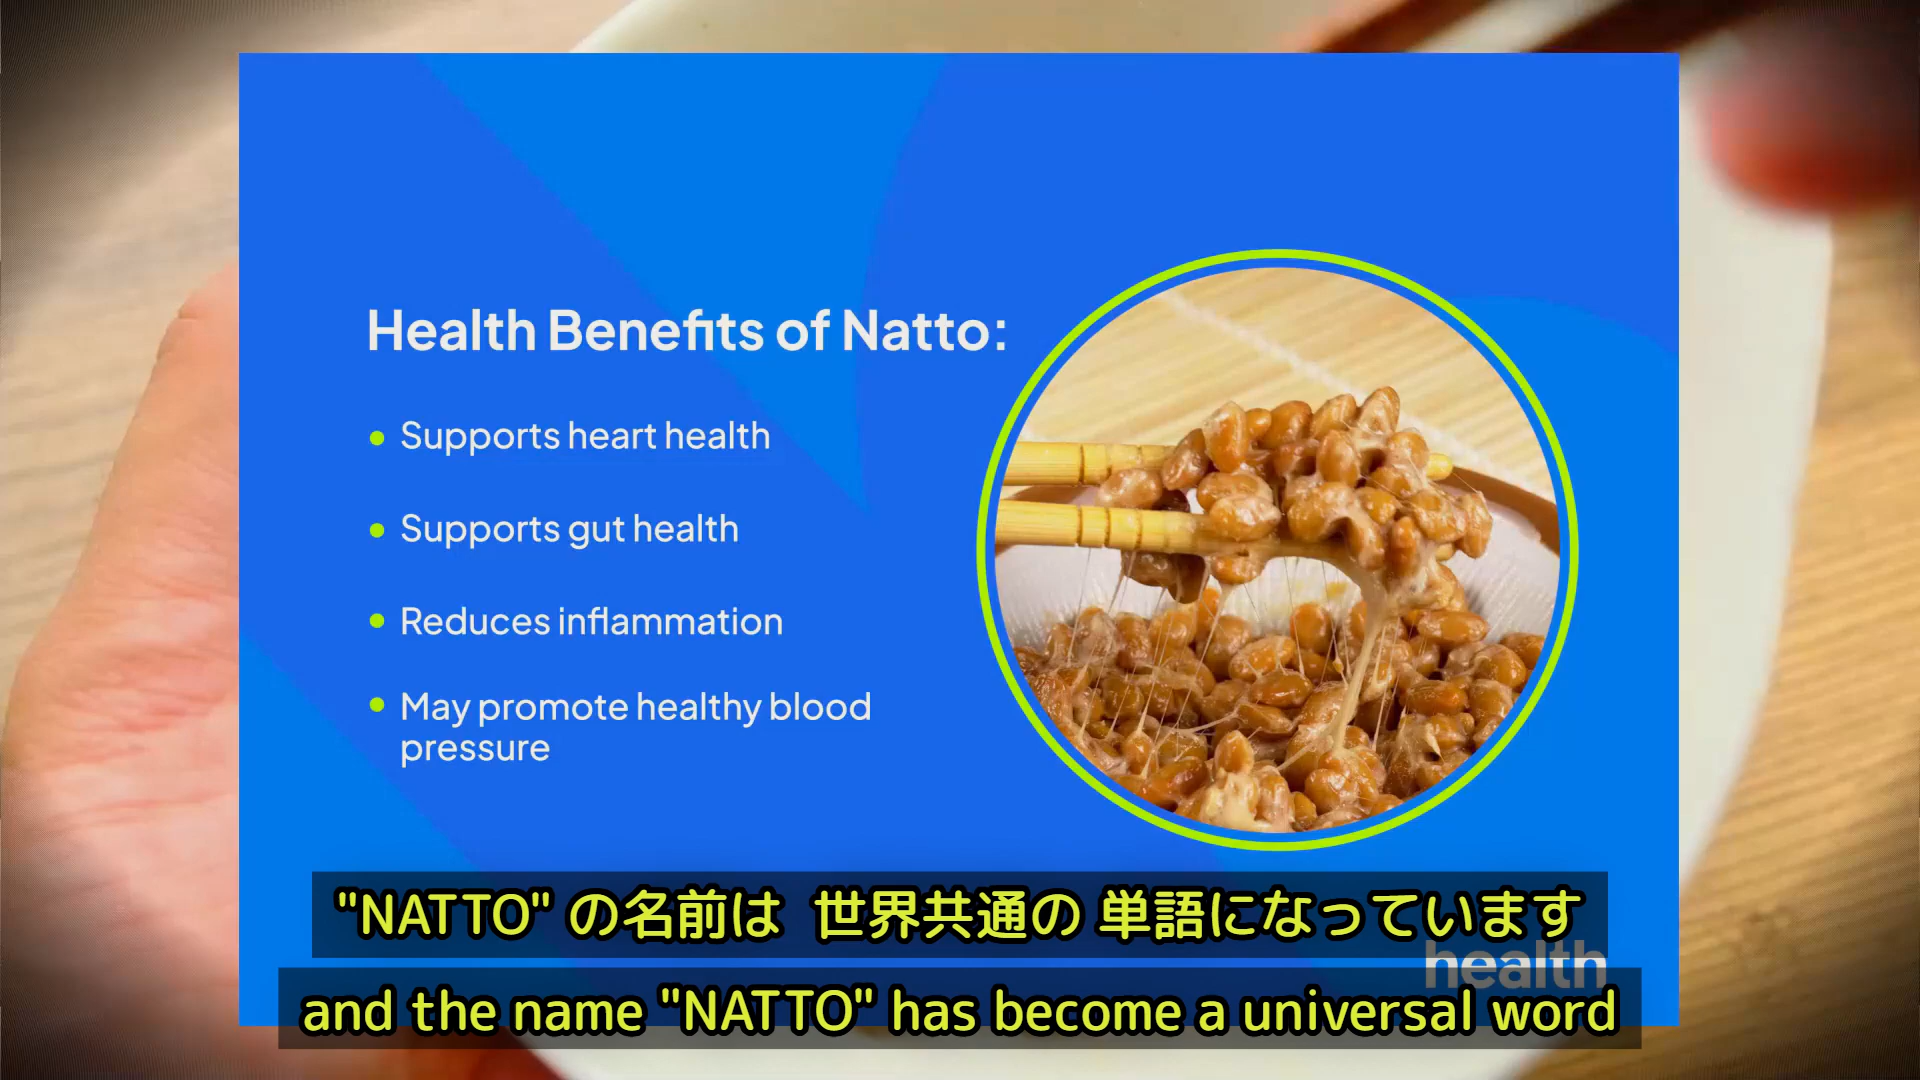 Health Benefits of Natto:
Supports heart health
Supports gut health
Reduces inflammation
May promote healthy blood
pressure
"NATTO" の名前は 世界共通の 単語になっています
health
and the name "NATTO" has become a universal word